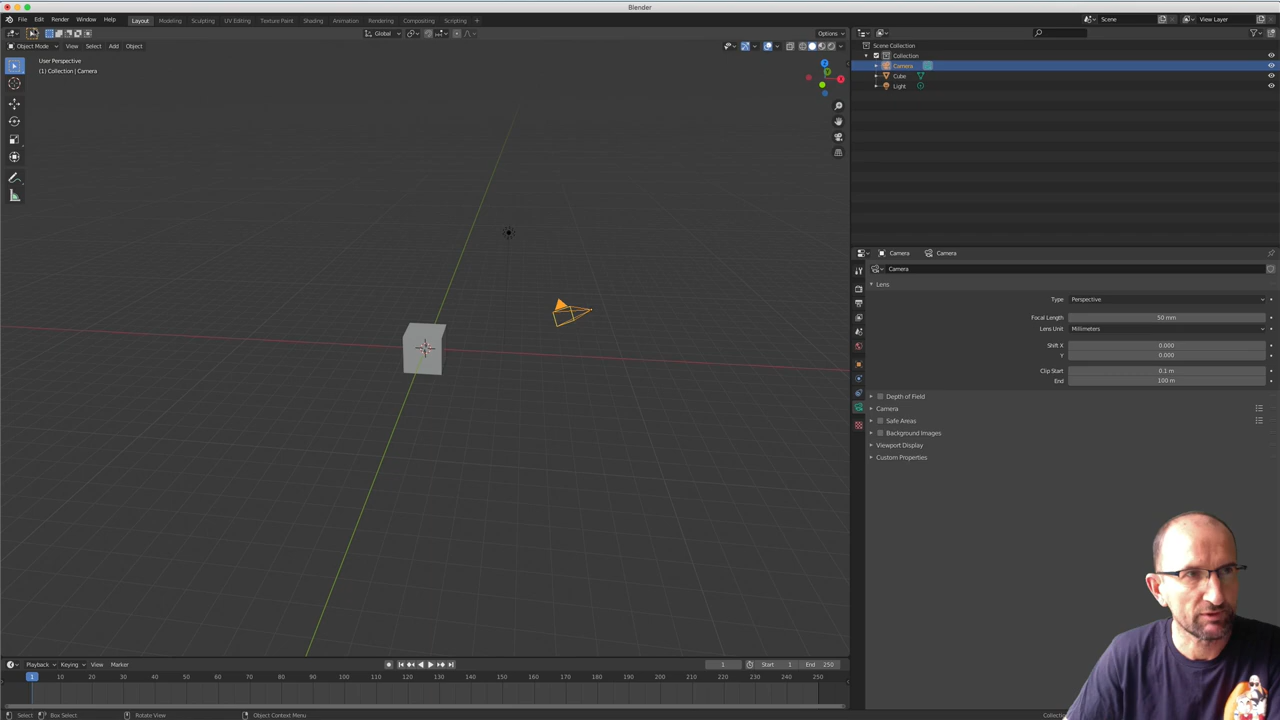 Blender
File Edit Render Window Help Layout Modeling Sculpting UV Editing Texture Paint Shading Animation Rendering Compositing Scripting + Scene View Layer
Global Options
Object Mode View Select Add Object
User Perspective
(1) Collection | Camera
Scene Collection
Collection
Camera
Cube
Light
Camera Camera
Camera
Lens
Type Perspective
Focal Length 50 mm
Lens Unit Millimeters
Shift X 0.000
Y 0.000
Clip Start 0.1 m
End 100 m
Depth of Field
Camera
Safe Areas
Background Images
Viewport Display
Custom Properties
Playback Keying View Marker 1 Start 1 End 250
1 10 20 30 40 50 60 70 80 90 100 110 120 130 140 150 160 170 180 190 200 210 220 230 240 250
Select Box Select Rotate View Object Context Menu